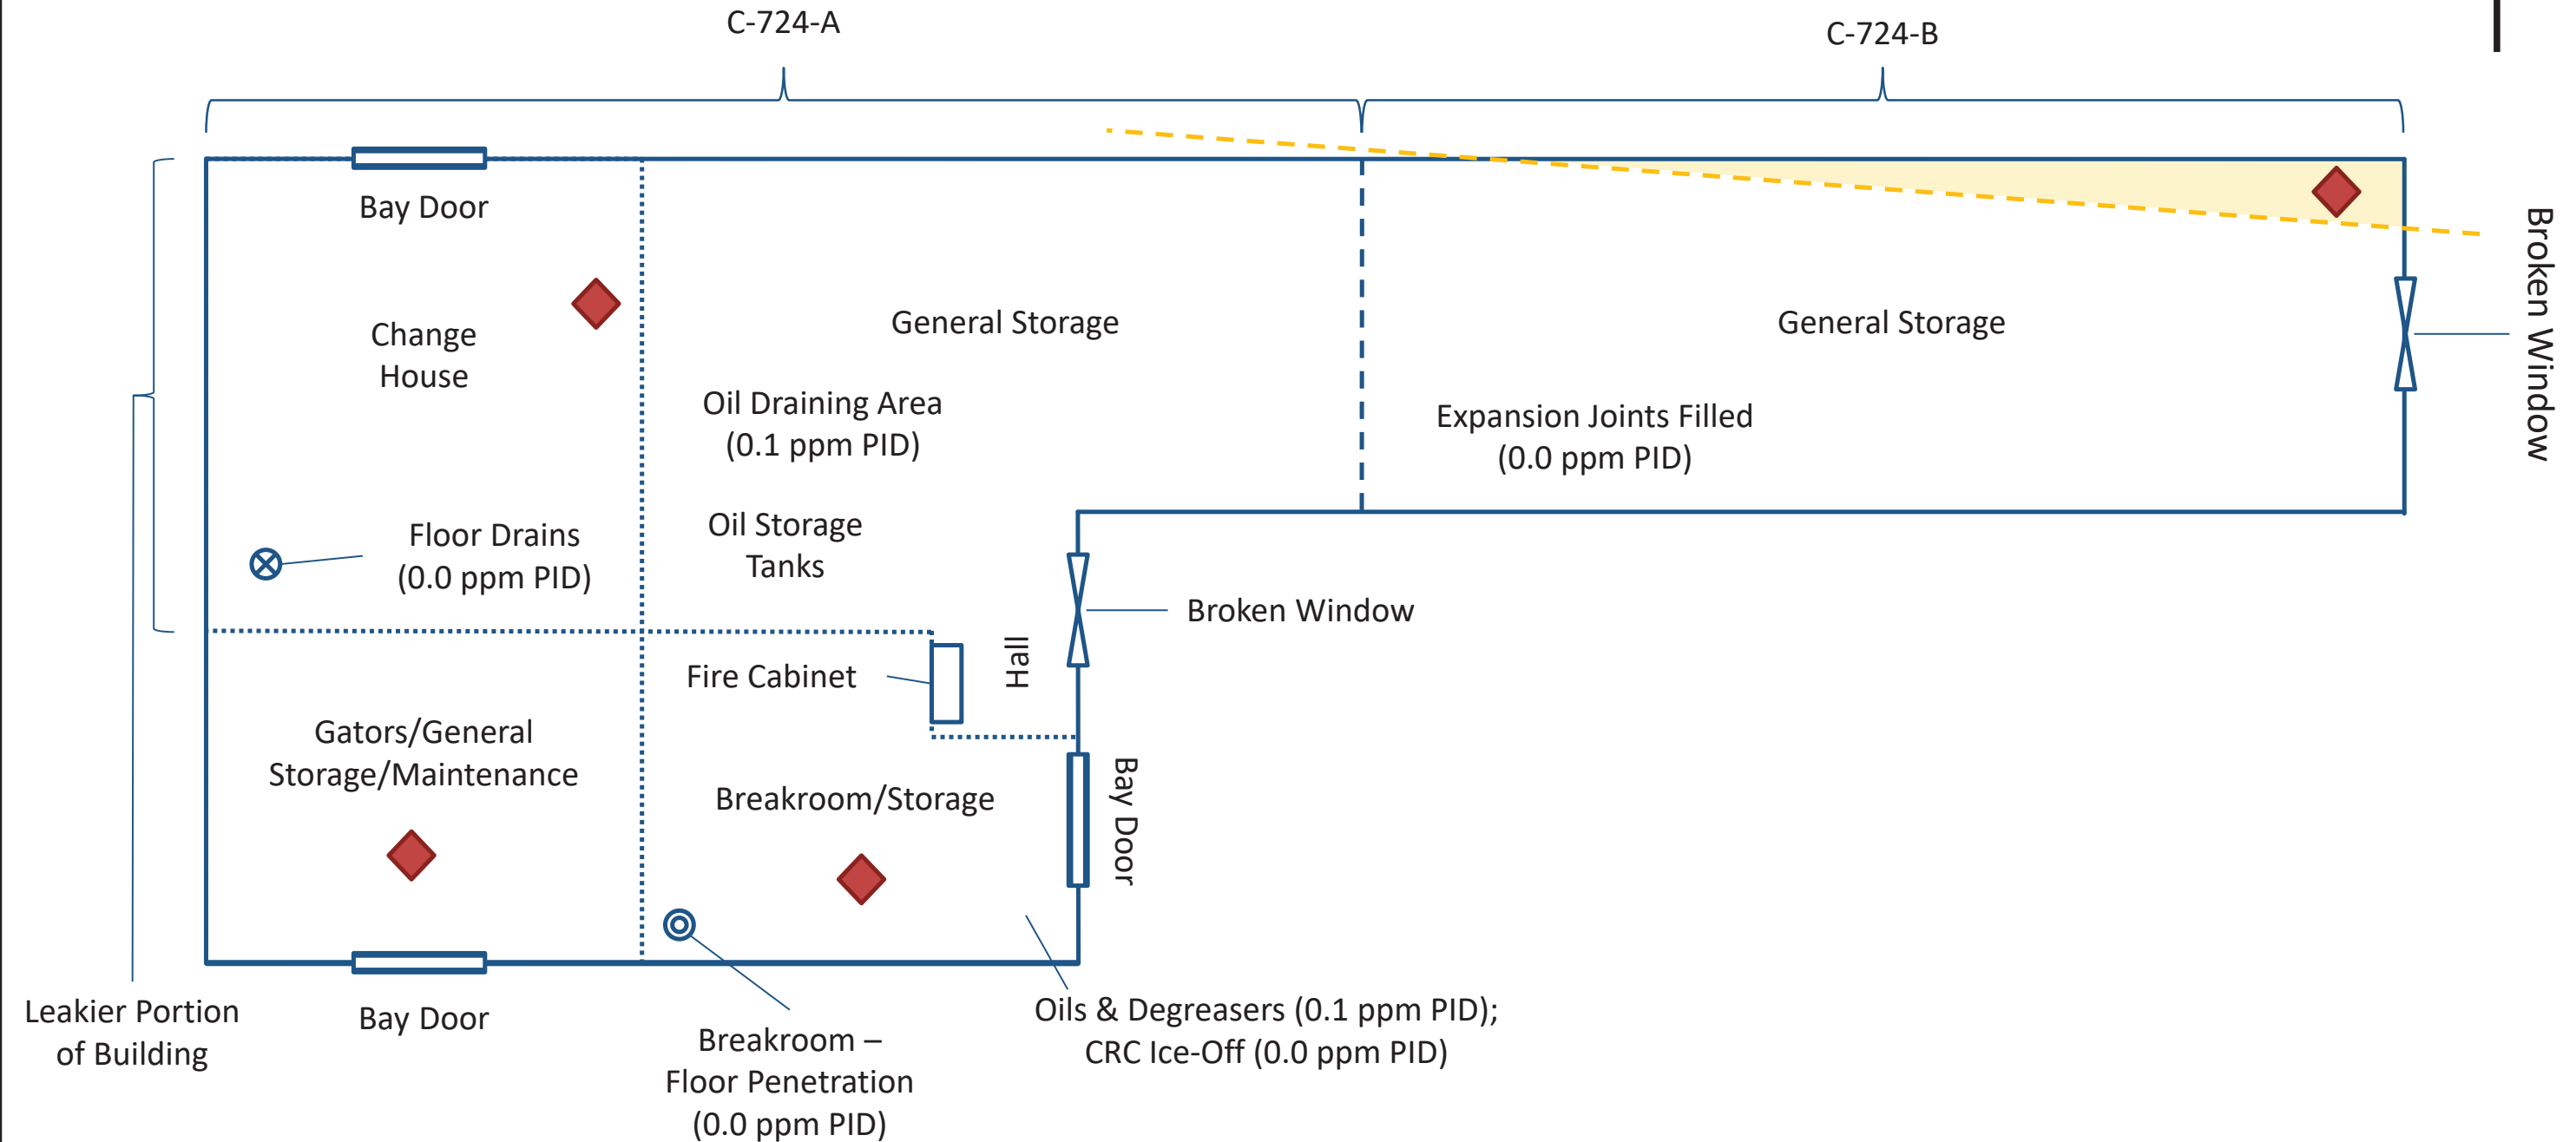 C-724-A
C-724-B
Bay Door
Change
House
General Storage
General Storage
Broken Window
Oil Draining Area
(0.1 ppm PID)
Expansion Joints Filled
(0.0 ppm PID)
Floor Drains
(0.0 ppm PID)
Oil Storage
Tanks
Broken Window
Hall
Fire Cabinet
Gators/General
Storage/Maintenance
Breakroom/Storage
Bay Door
Leakier Portion
of Building
Bay Door
Breakroom –
Floor Penetration
(0.0 ppm PID)
Oils & Degreasers (0.1 ppm PID);
CRC Ice-Off (0.0 ppm PID)